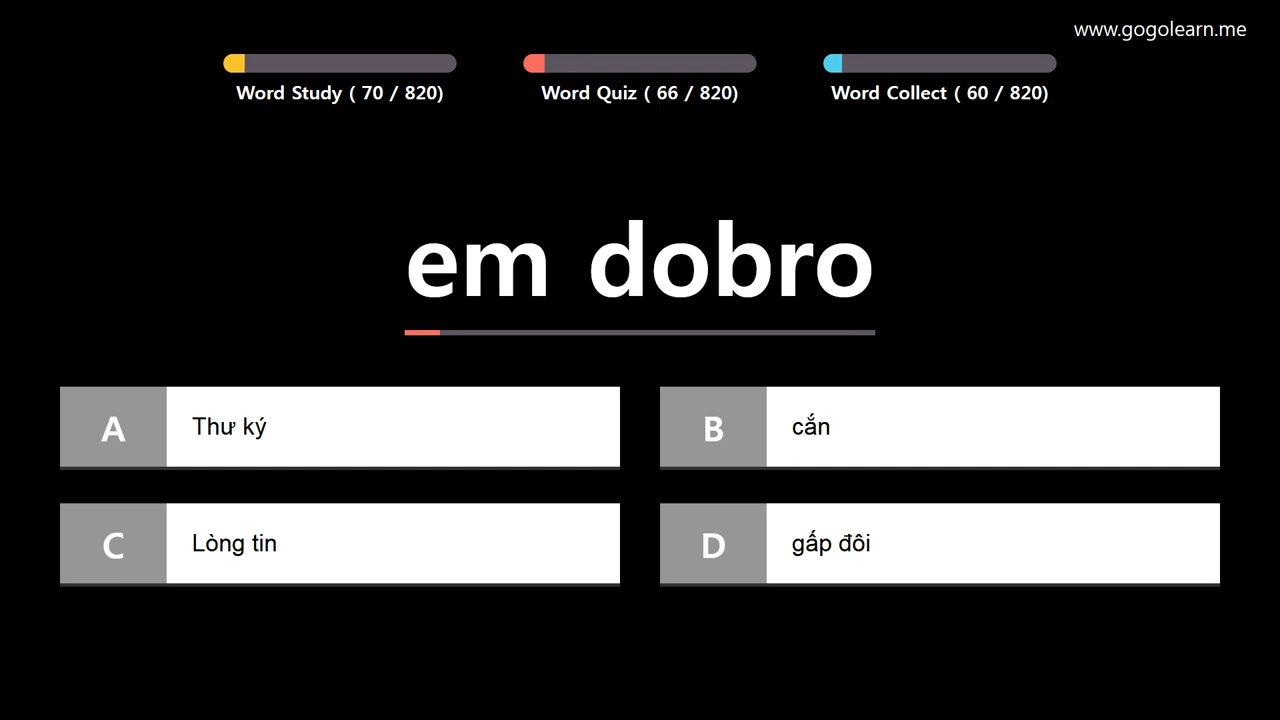 www.gogolearn.me
Word Study ( 70 / 820)
Word Quiz ( 66 / 820)
Word Collect ( 60 / 820)
em dobro
A Thư ký
B cắn
C Lòng tin
D gấp đôi